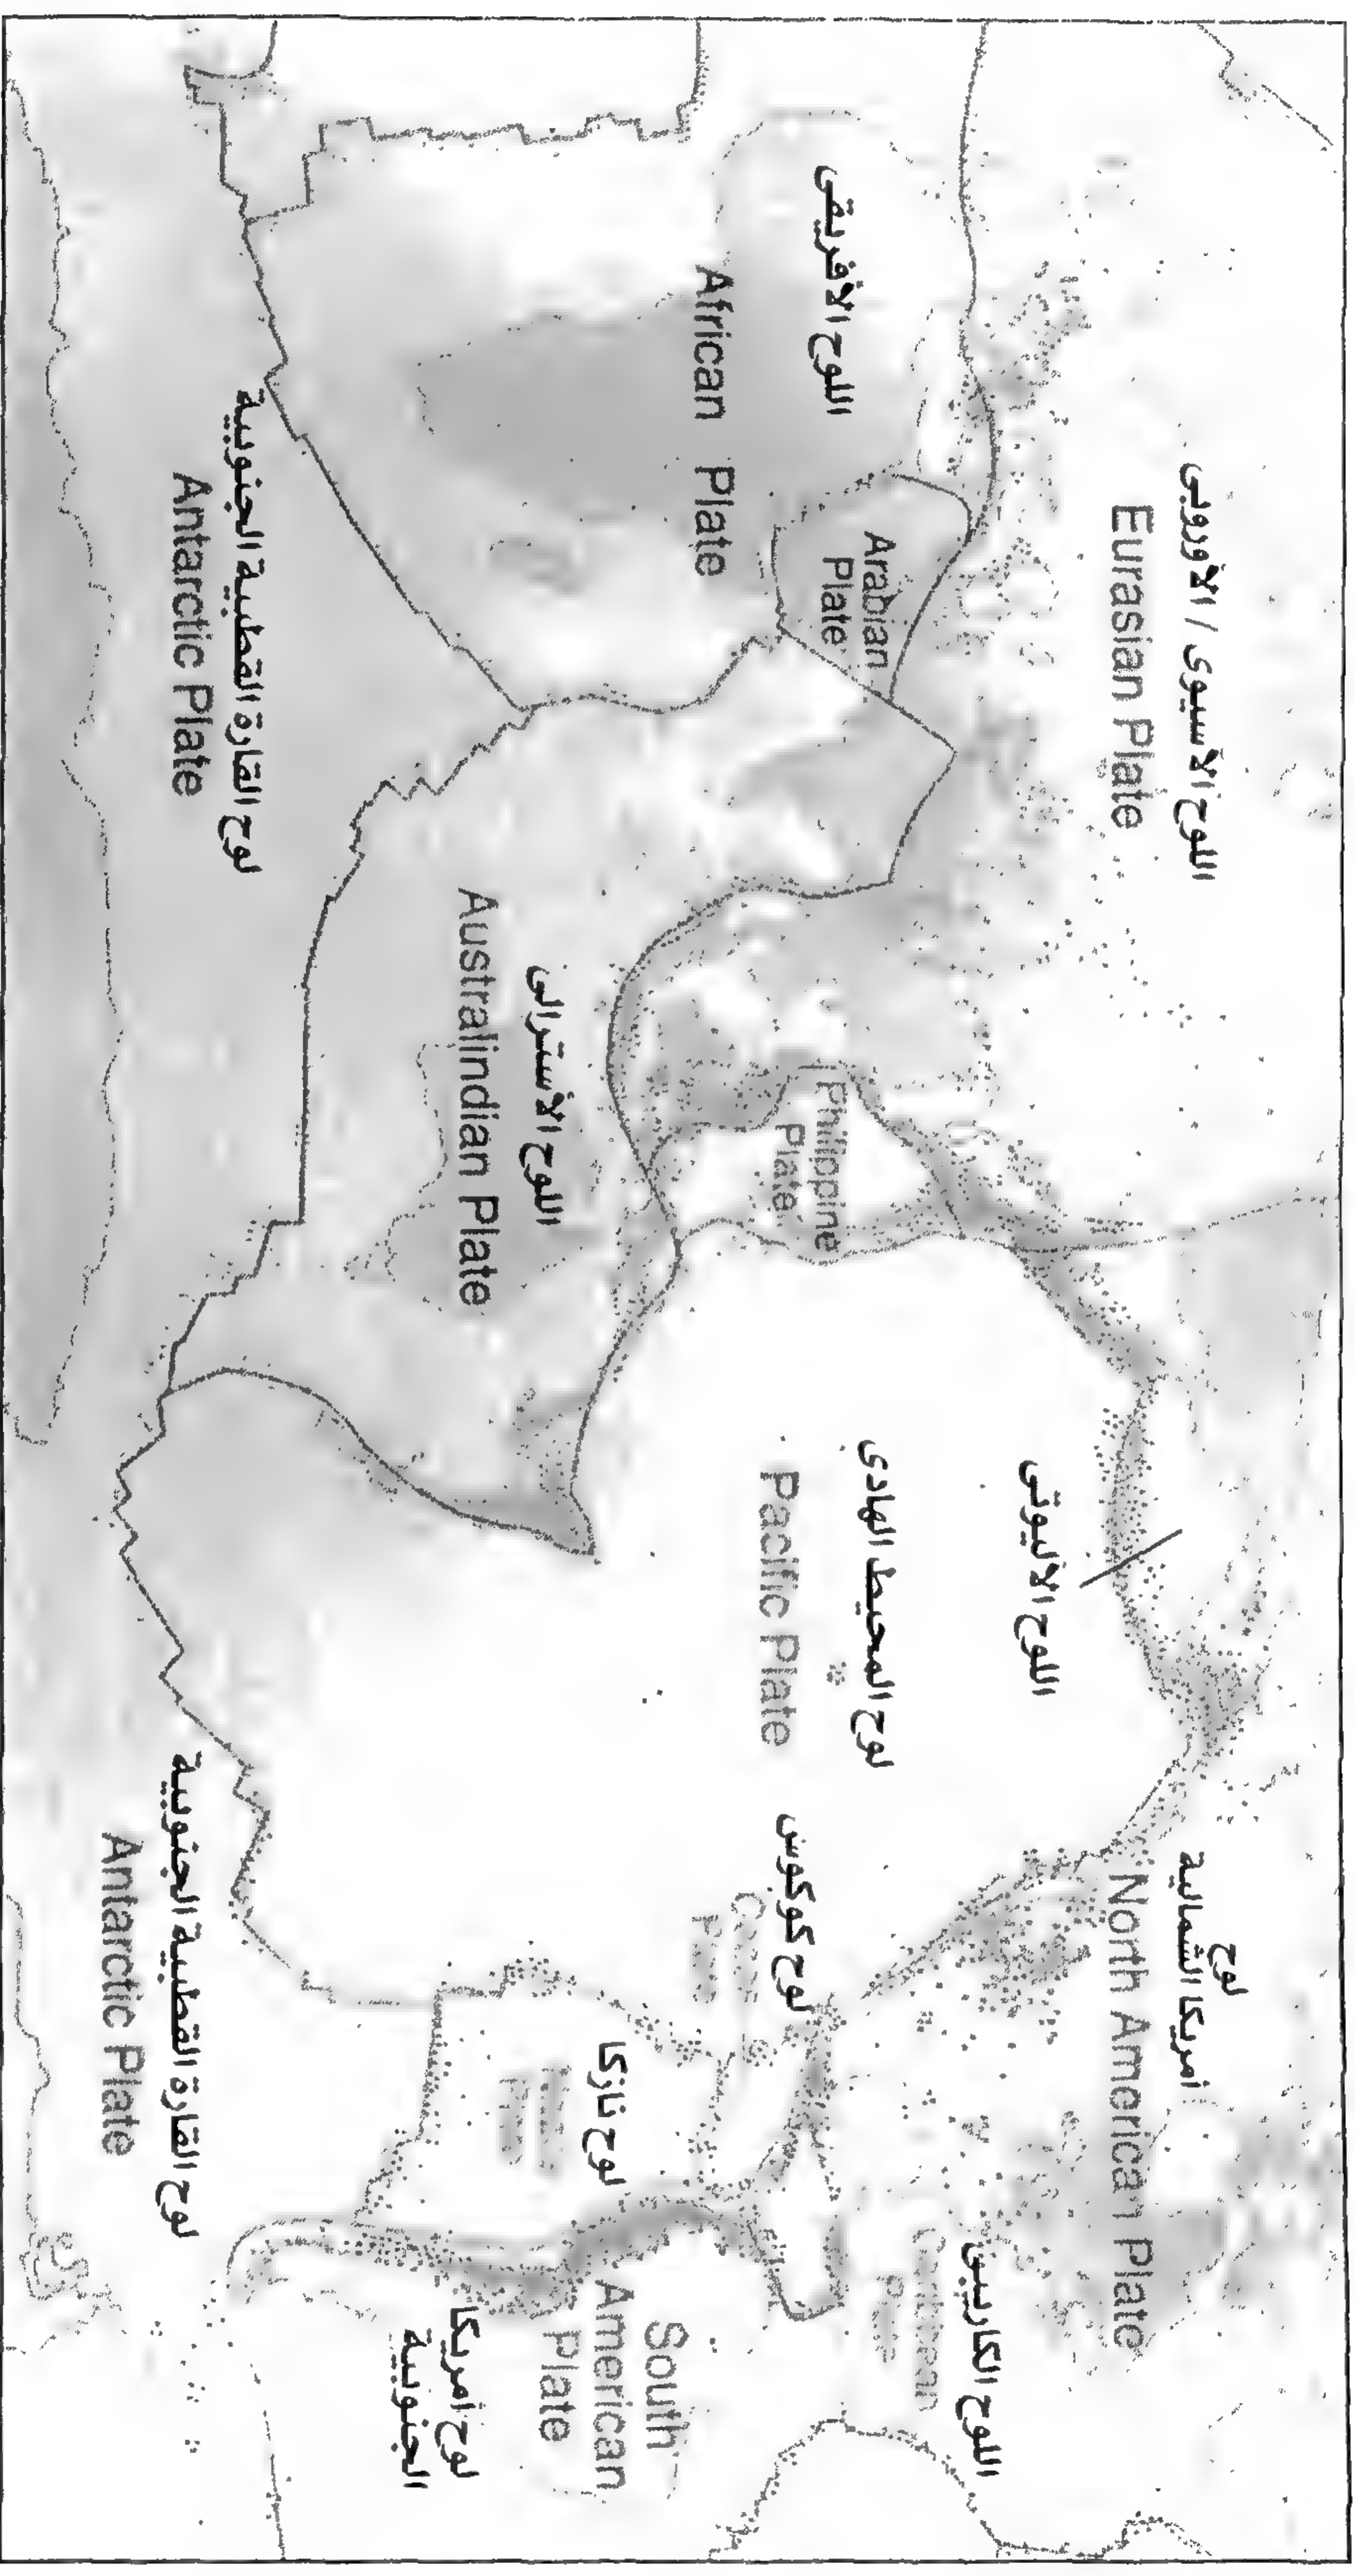 اللوح الأسيوى / الأوروبى
Eurasian Plate
لوح
أمريكا الشمالية
North American Plate
اللوح الأفريقى
African Plate
Arabian
Plate
Philippine
Plate
اللوح الأليوتى
لوح المحيط الهادى
Pacific Plate
لوح كوكوس
اللوح الكاريبى
Caribbean
اللوح الأسترالى
Australindian Plate
لوح نازكا
South
American
Plate
لوح أمريكا
الجنوبية
لوح القارة القطبية الجنوبية
Antarctic Plate
لوح القارة القطبية الجنوبية
Antarctic Plate